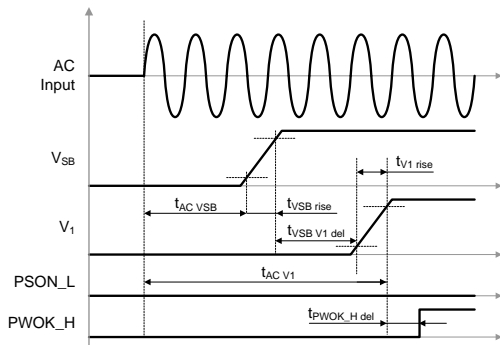 AC
Input
VSB
tV1 rise
tAC VSB
tVSB rise
V1
tVSB V1 del
tAC V1
PSON_L
tPWOK_H del
PWOK_H